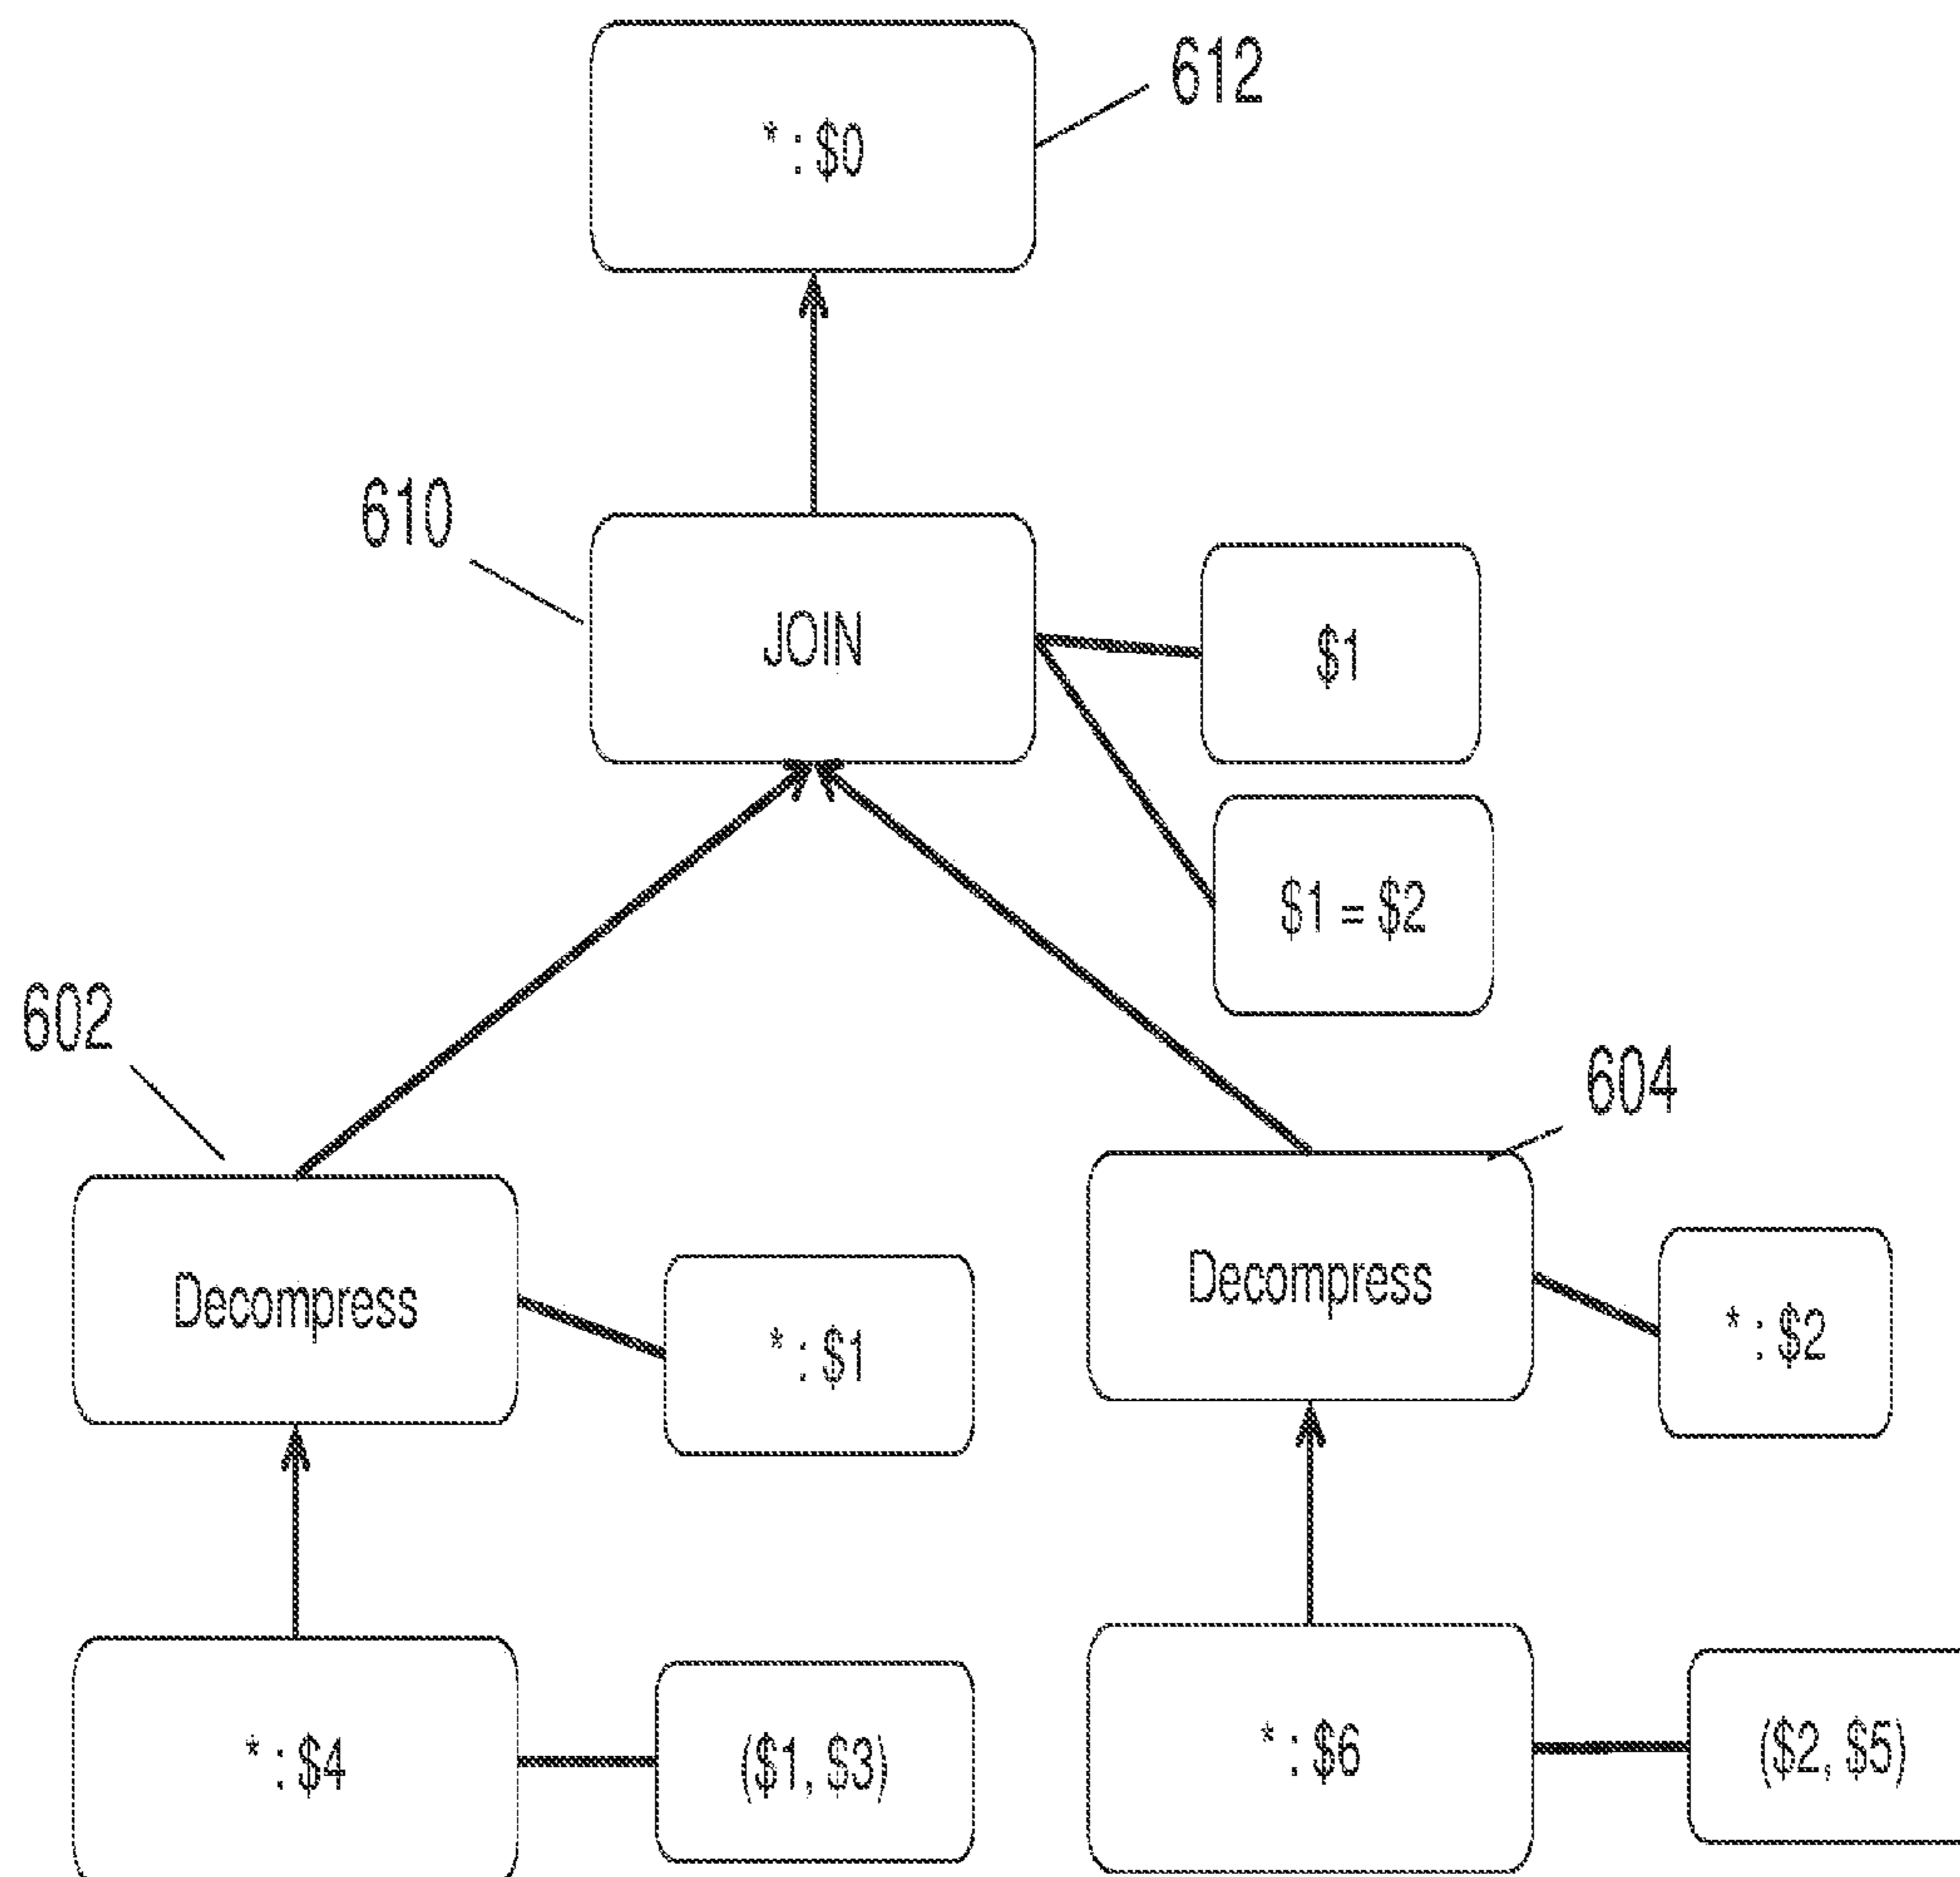 612
* : $0
610
JOIN
$1
$1 = $2
602
604
Decompress
* : $1
Decompress
* : $2
* : $4
($1, $3)
* : $6
($2, $5)